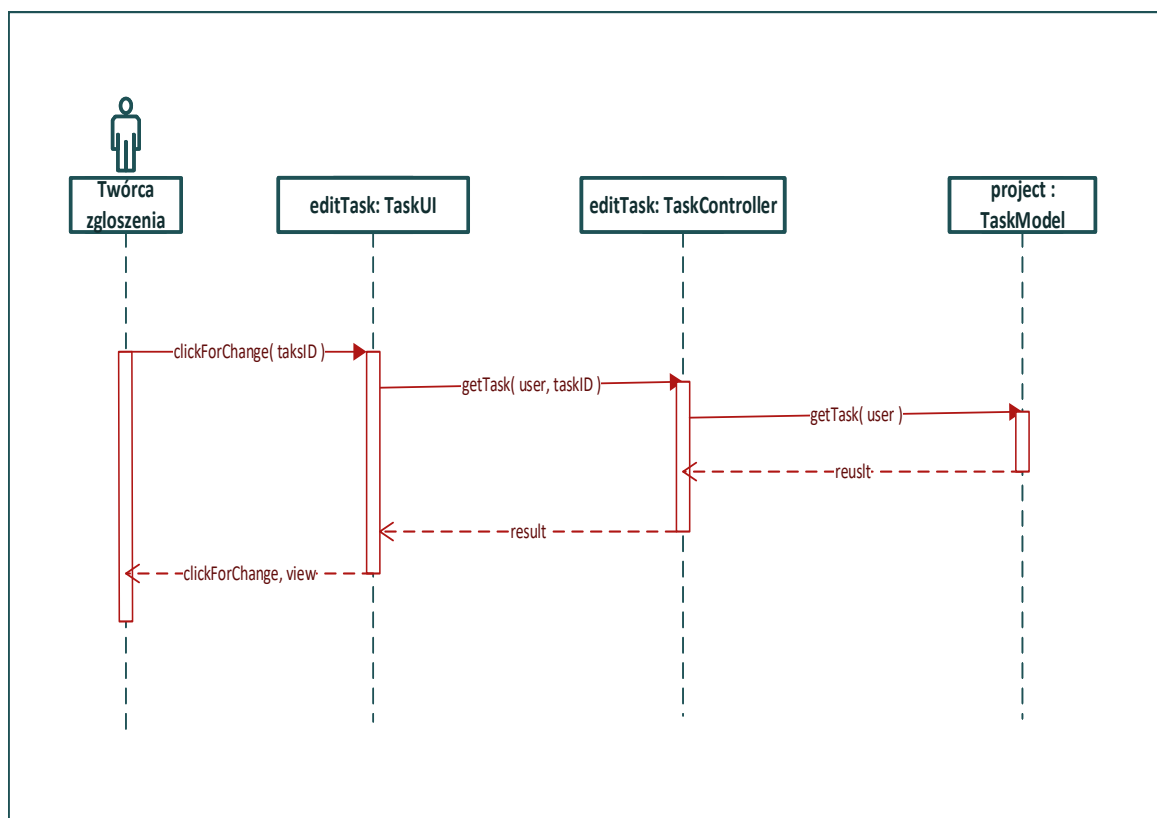 Twórca
zgloszenia
editTask: TaskUI
editTask: TaskController
project :
TaskModel
clickForChange( taksID )
getTask( user, taskID )
getTask( user )
reuslt
result
clickForChange, view